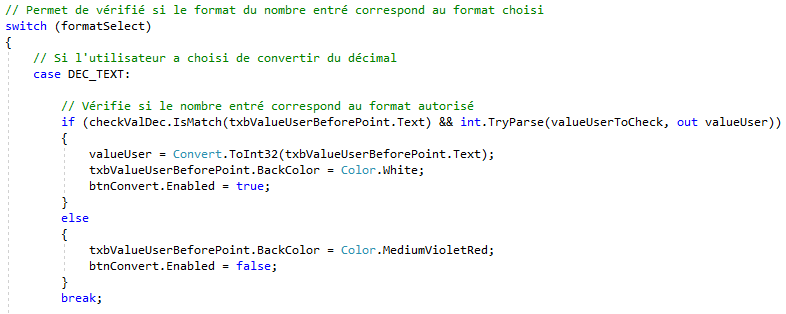 // Permet de vérifié si le format du nombre entré correspond au format choisi
switch (formatSelect)
{
// Si l'utilisateur a choisi de convertir du décimal
case DEC_TEXT:
// Vérifie si le nombre entré correspond au format autorisé
if (checkValDec.IsMatch(txbValueUserBeforePoint.Text) && int.TryParse(valueUserToCheck, out valueUser))
{
valueUser = Convert.ToInt32(txbValueUserBeforePoint.Text);
txbValueUserBeforePoint.BackColor = Color.White;
btnConvert.Enabled = true;
}
else
{
txbValueUserBeforePoint.BackColor = Color.MediumVioletRed;
btnConvert.Enabled = false;
}
break;